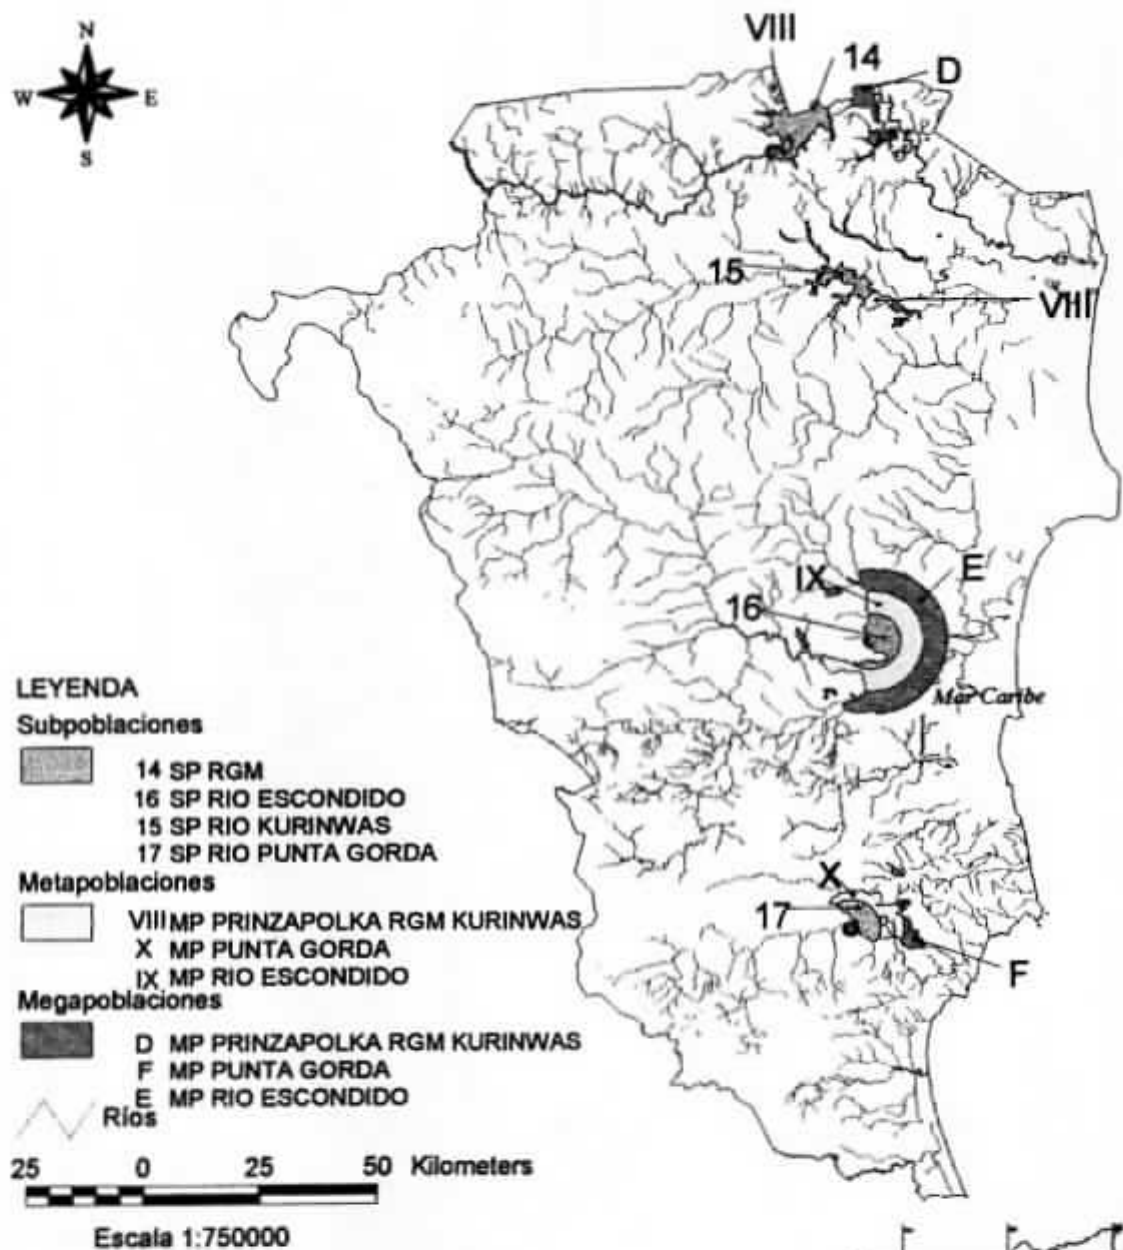 N
W E
S
VIII
14
D
15
VIII
IX
E
16
Mar Caribe
X
17
F
LEYENDA
Subpoblaciones
14 SP RGM
16 SP RIO ESCONDIDO
15 SP RIO KURINWAS
17 SP RIO PUNTA GORDA
Metapoblaciones
VIII MP PRINZAPOLKA RGM KURINWAS
X MP PUNTA GORDA
IX MP RIO ESCONDIDO
Megapoblaciones
D MP PRINZAPOLKA RGM KURINWAS
F MP PUNTA GORDA
E MP RIO ESCONDIDO
Ríos
25 0 25 50 Kilometers
Escala 1:750000